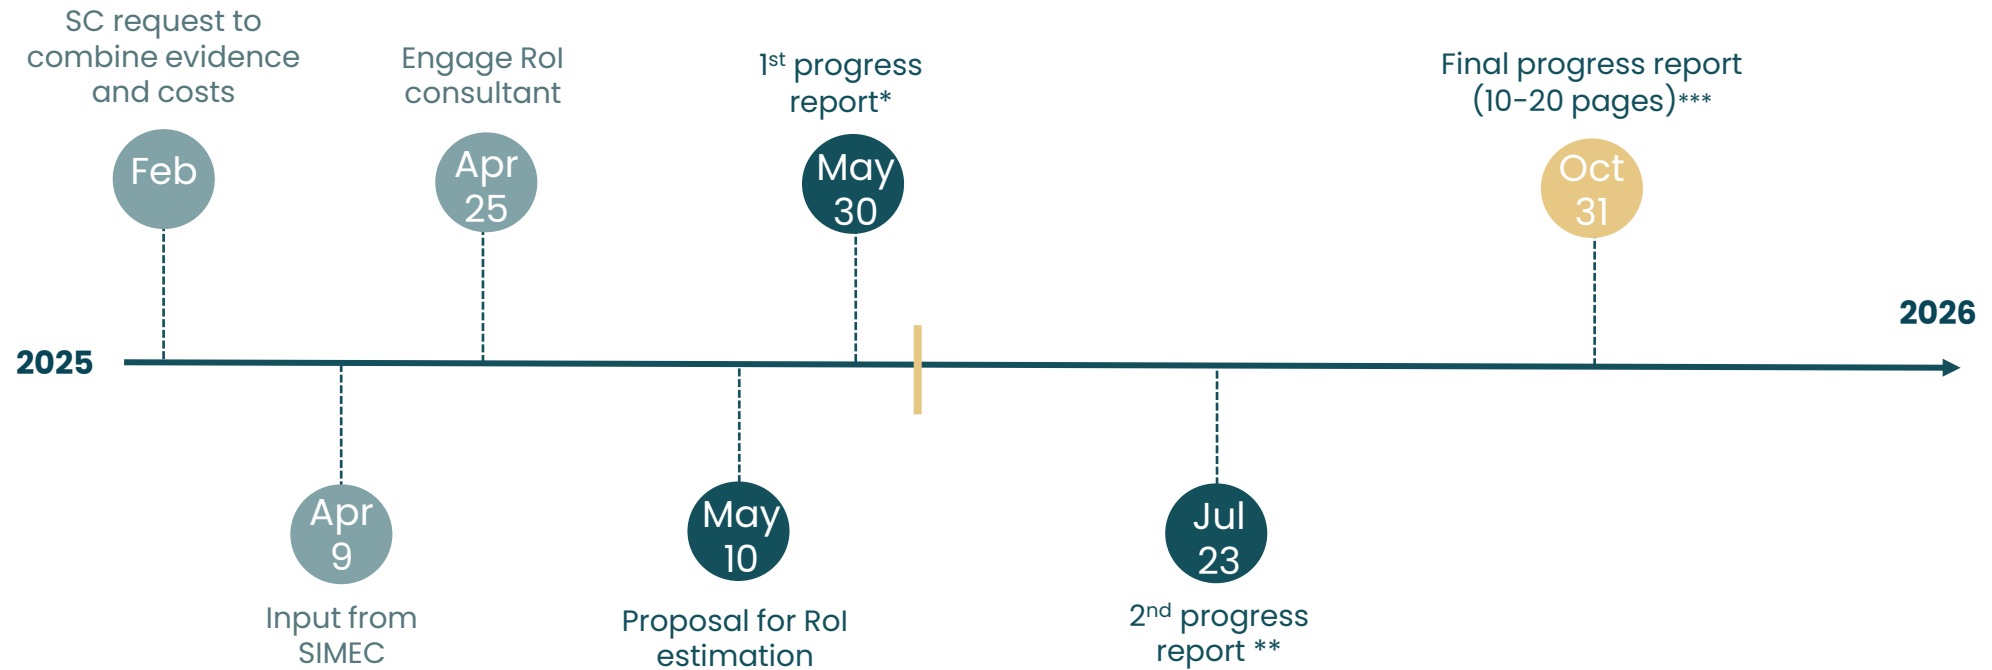 SC request to
combine evidence
and costs
Feb
Engage RoI
consultant
Apr
25
1st progress
report*
May
30
Final progress report
(10-20 pages)***
Oct
31
2025
2026
Apr
9
Input from
SIMEC
May
10
Proposal for RoI
estimation
Jul
23
2nd progress
report **